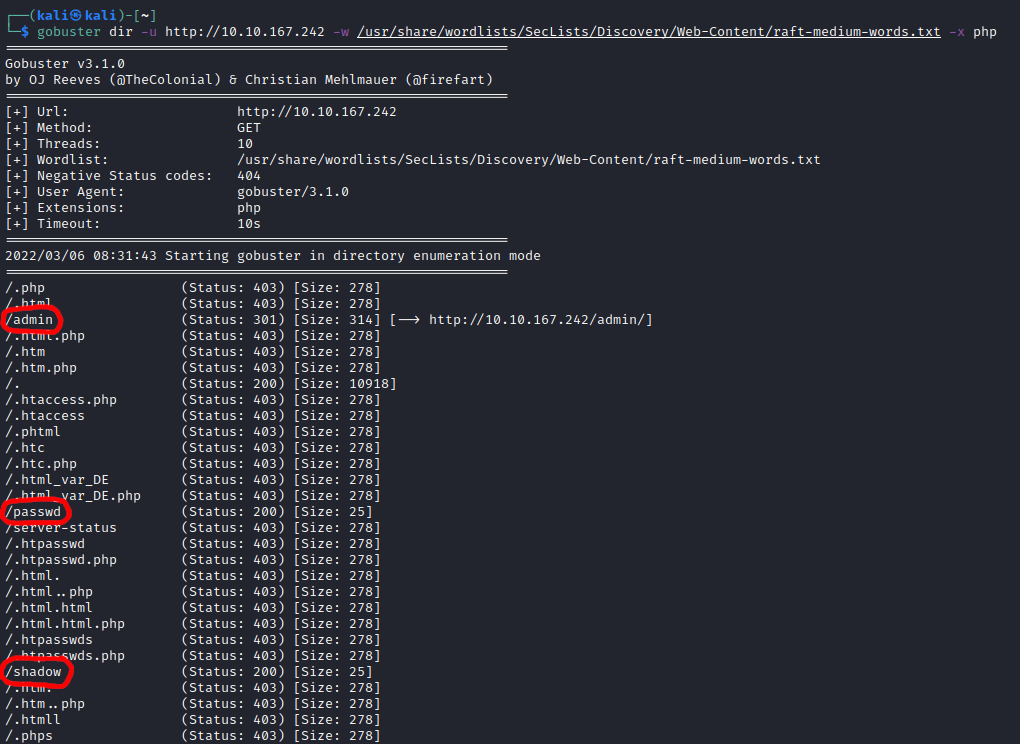 ┌──(kali㉿kali)-[~]
└─$ gobuster dir -u http://10.10.167.242 -w /usr/share/wordlists/SecLists/Discovery/Web-Content/raft-medium-words.txt -x php
===============================================================
Gobuster v3.1.0
by OJ Reeves (@TheColonial) & Christian Mehlmauer (@firefart)
===============================================================
[+] Url:                     http://10.10.167.242
[+] Method:                  GET
[+] Threads:                 10
[+] Wordlist:                /usr/share/wordlists/SecLists/Discovery/Web-Content/raft-medium-words.txt
[+] Negative Status codes:   404
[+] User Agent:              gobuster/3.1.0
[+] Extensions:              php
[+] Timeout:                 10s
===============================================================
2022/03/06 08:31:43 Starting gobuster in directory enumeration mode
===============================================================
/.php                 (Status: 403) [Size: 278]
/.html                (Status: 403) [Size: 278]
/admin                (Status: 301) [Size: 314] [--> http://10.10.167.242/admin/]
/.html.php            (Status: 403) [Size: 278]
/.htm                 (Status: 403) [Size: 278]
/.htm.php             (Status: 403) [Size: 278]
/.                    (Status: 200) [Size: 10918]
/.htaccess.php        (Status: 403) [Size: 278]
/.htaccess            (Status: 403) [Size: 278]
/.phtml               (Status: 403) [Size: 278]
/.htc                 (Status: 403) [Size: 278]
/.htc.php             (Status: 403) [Size: 278]
/.html_var_DE         (Status: 403) [Size: 278]
/.html_var_DE.php     (Status: 403) [Size: 278]
/passwd               (Status: 200) [Size: 25]
/server-status        (Status: 403) [Size: 278]
/.htpasswd            (Status: 403) [Size: 278]
/.htpasswd.php        (Status: 403) [Size: 278]
/.html.               (Status: 403) [Size: 278]
/.html..php           (Status: 403) [Size: 278]
/.html.html           (Status: 403) [Size: 278]
/.html.html.php       (Status: 403) [Size: 278]
/.htpasswds           (Status: 403) [Size: 278]
/.htpasswds.php       (Status: 403) [Size: 278]
/shadow               (Status: 200) [Size: 25]
/.htm.                (Status: 403) [Size: 278]
/.htm..php            (Status: 403) [Size: 278]
/.htmll               (Status: 403) [Size: 278]
/.phps                (Status: 403) [Size: 278]